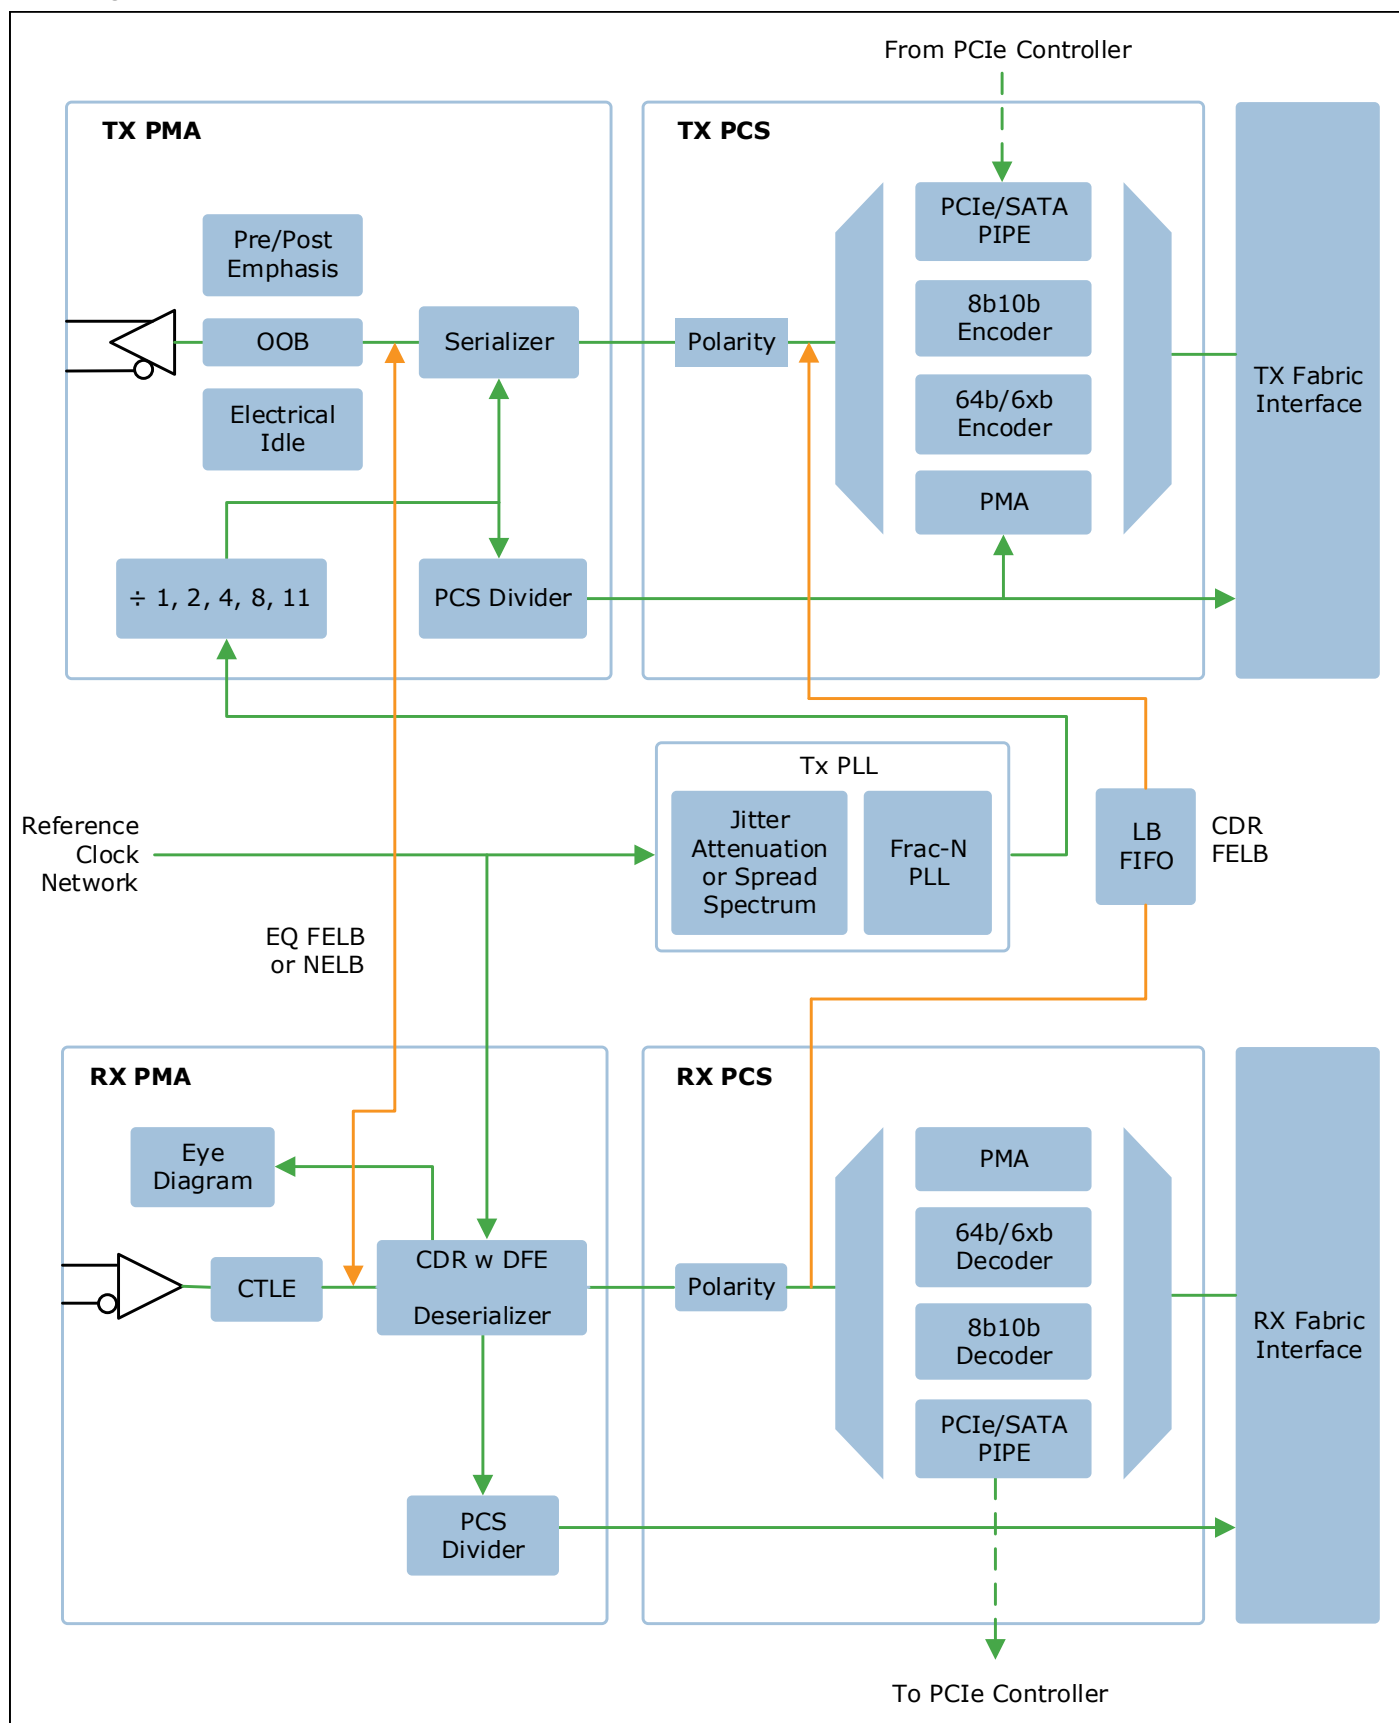 From PCIe Controller
TX PMA
TX PCS
Pre/Post
Emphasis
OOB
Electrical
Idle
Serializer
÷ 1, 2, 4, 8, 11
PCS Divider
Polarity
PCIe/SATA
PIPE
8b10b
Encoder
64b/6xb
Encoder
PMA
TX Fabric
Interface
Reference
Clock
Network
Tx PLL
Jitter
Attenuation
or Spread
Spectrum
Frac-N
PLL
LB
FIFO
CDR
FELB
EQ FELB
or NELB
RX PMA
RX PCS
Eye
Diagram
CTLE
CDR w DFE
Deserializer
PCS
Divider
Polarity
PMA
64b/6xb
Decoder
8b10b
Decoder
PCIe/SATA
PIPE
RX Fabric
Interface
To PCIe Controller